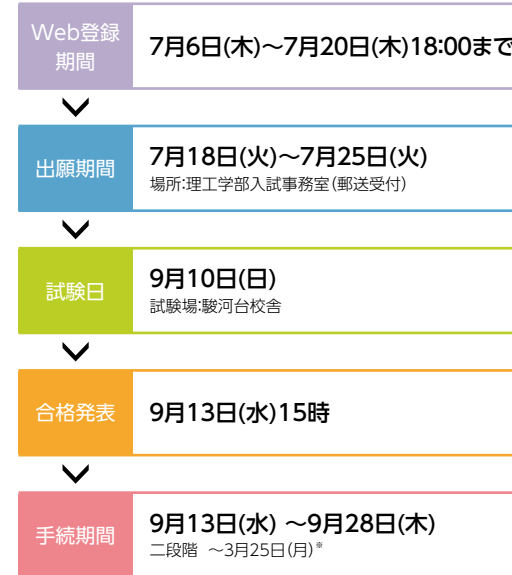 Web登録
期間
7月6日(木)〜7月20日(木)18:00まで
出願期間
7月18日(火)〜7月25日(火)
場所:理工学部入試事務室(郵送受付)
試験日
9月10日(日)
試験場:駿河台校舎
合格発表
9月13日(水)15時
手続期間
9月13日(水) 〜9月28日(木)
二段階 〜3月25日(月)※